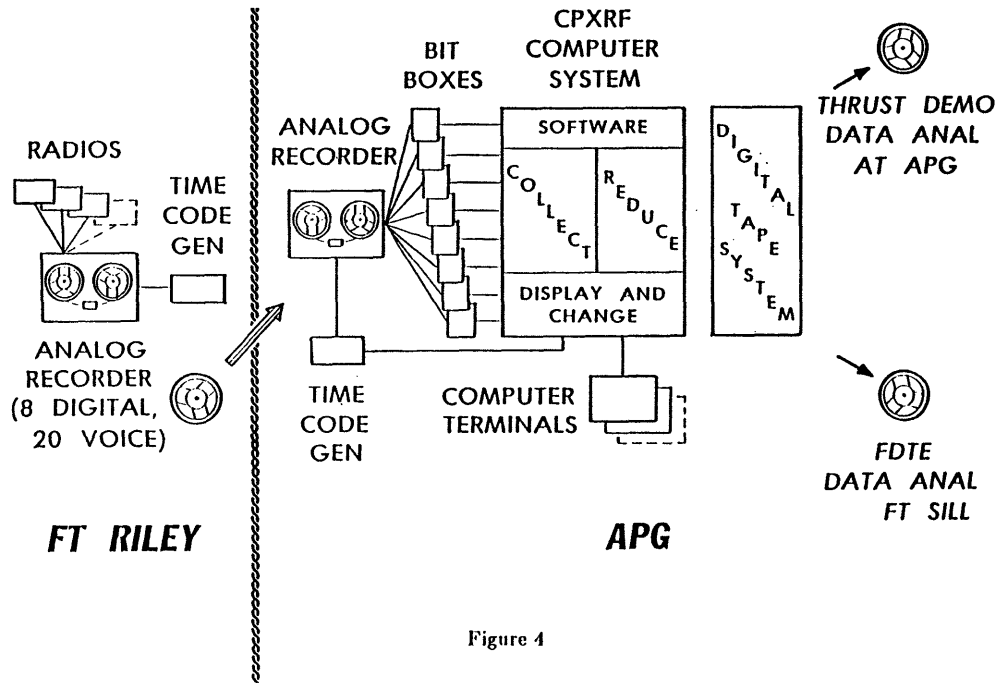 RADIOS
TIME
CODE
GEN
ANALOG
RECORDER
(8 DIGITAL,
20 VOICE)
FT RILEY
ANALOG
RECORDER
BIT
BOXES
CPXRF
COMPUTER
SYSTEM
SOFTWARE
COLLECT
REDUCE
DISPLAY AND
CHANGE
TIME
CODE
GEN
COMPUTER
TERMINALS
DIGITAL
TAPE
SYSTEM
THRUST DEMO
DATA ANAL
AT APG
FDTE
DATA ANAL
FT SILL
APG
Figure 4